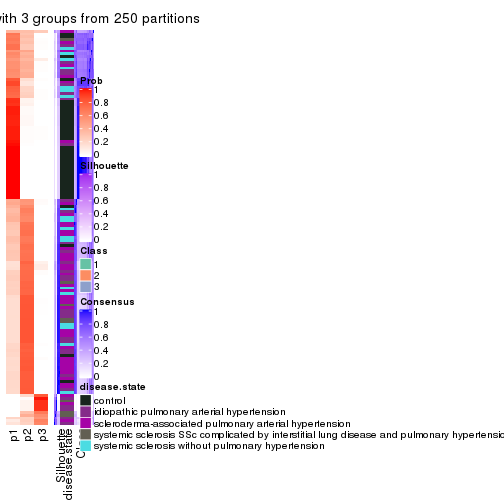 with 3 groups from 250 partitions
Prob
1
0.8
0.6
0.4
0.2
0
Silhouette
1
0.8
0.6
0.4
0.2
0
Class
1
2
3
Consensus
1
0.8
0.6
0.4
0.2
0
disease.state
control
idiopathic pulmonary arterial hypertension
scleroderma-associated pulmonary arterial hypertension
systemic sclerosis SSc complicated by interstitial lung disease and pulmonary hypertensio
systemic sclerosis without pulmonary hypertension
p1
p2
p3
Silhouette
disease.state